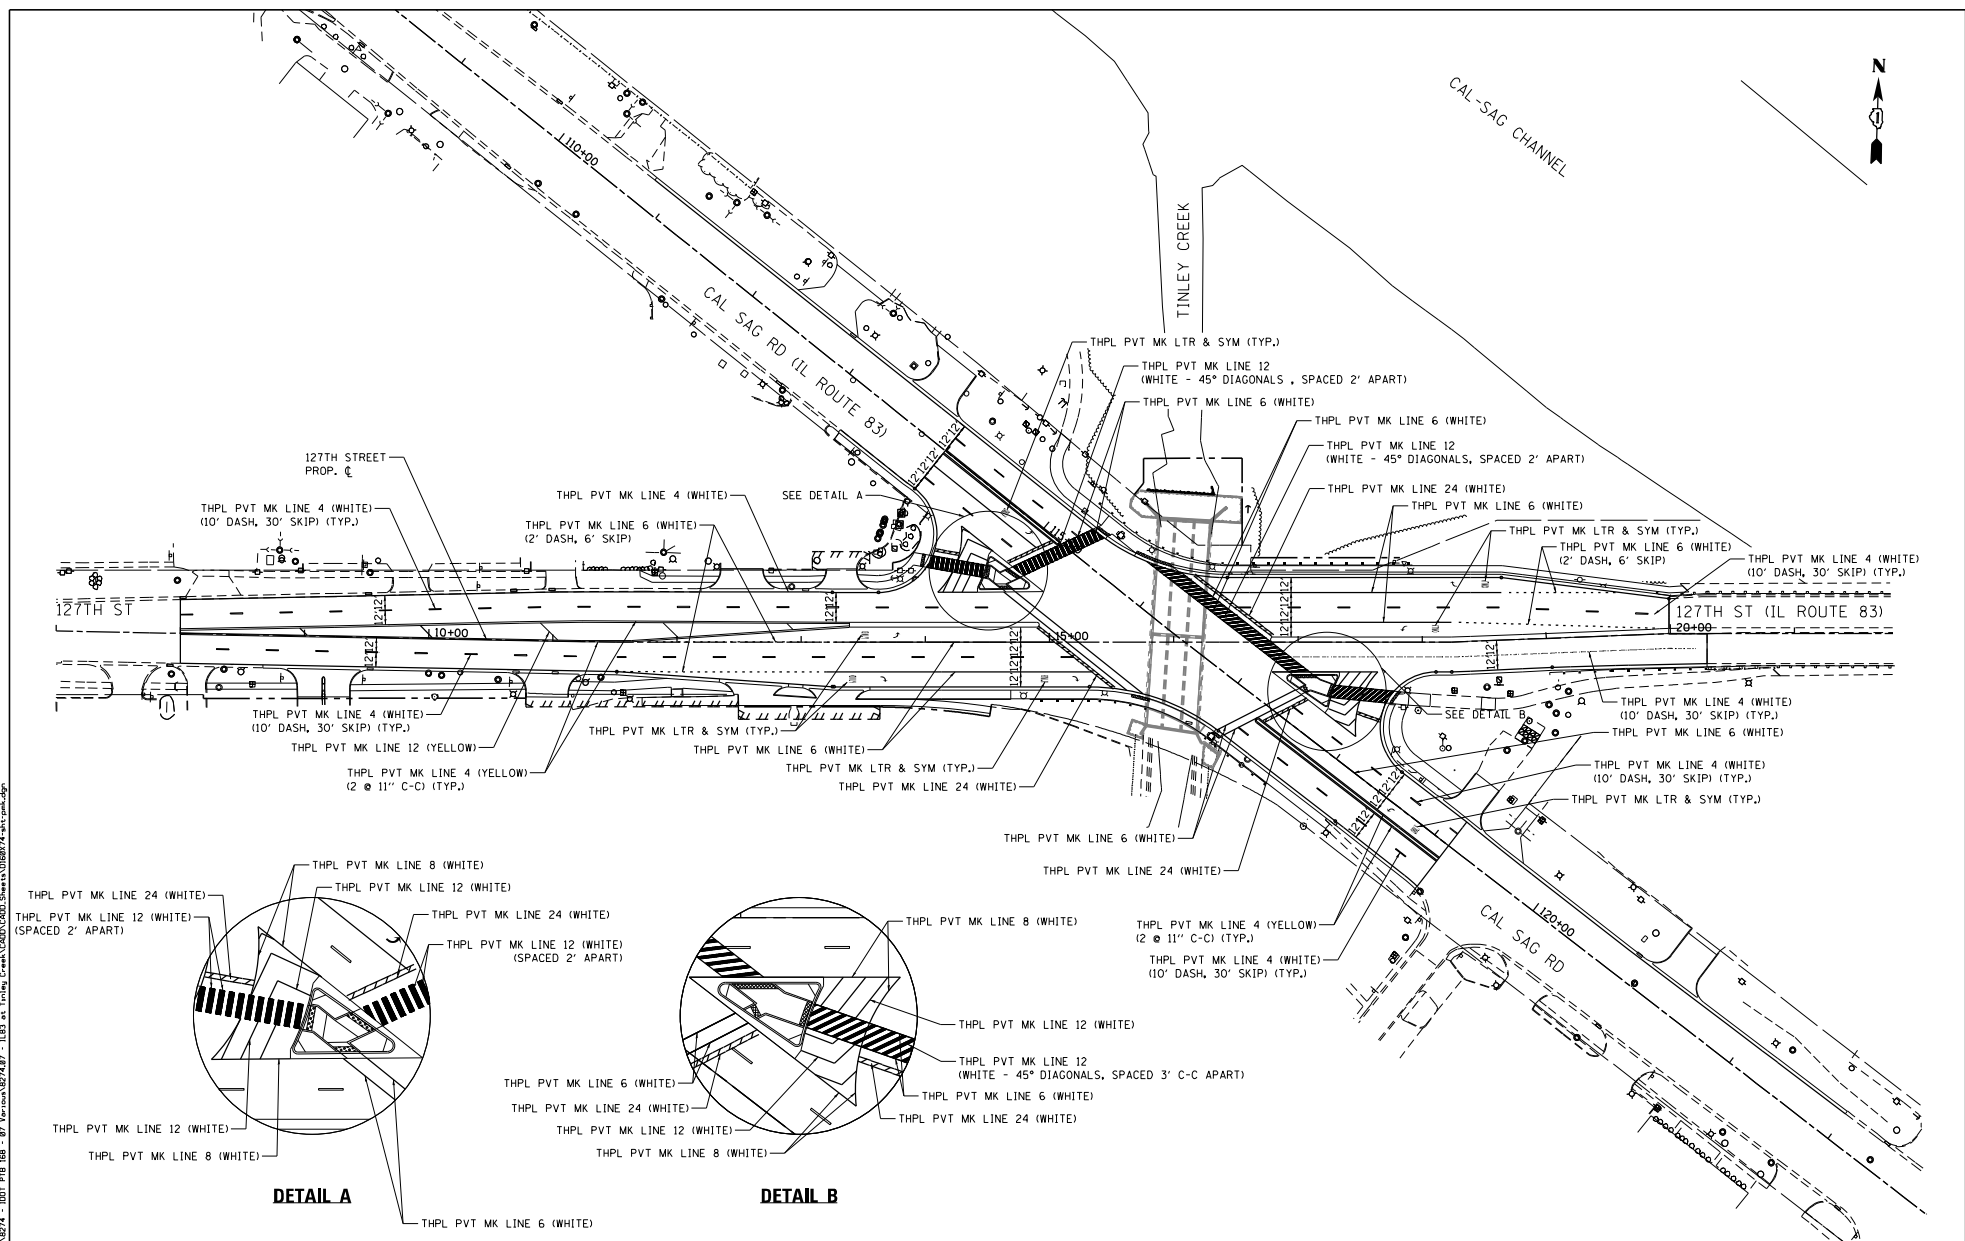 N
CAL-SAG CHANNEL
TINLEY CREEK
110+00
CAL SAG RD (IL ROUTE 83)
THPL PVT MK LTR & SYM (TYP.)
THPL PVT MK LINE 12
(WHITE - 45° DIAGONALS , SPACED 2' APART)
THPL PVT MK LINE 6 (WHITE)
THPL PVT MK LINE 6 (WHITE)
THPL PVT MK LINE 12
(WHITE - 45° DIAGONALS, SPACED 2' APART)
THPL PVT MK LINE 24 (WHITE)
THPL PVT MK LINE 6 (WHITE)
THPL PVT MK LTR & SYM (TYP.)
THPL PVT MK LINE 6 (WHITE)
(2' DASH, 6' SKIP)
THPL PVT MK LINE 4 (WHITE)
(10' DASH, 30' SKIP) (TYP.)
127TH STREET
PROP. ℄
THPL PVT MK LINE 4 (WHITE)
(10' DASH, 30' SKIP) (TYP.)
THPL PVT MK LINE 4 (WHITE)
SEE DETAIL A
THPL PVT MK LINE 6 (WHITE)
(2' DASH, 6' SKIP)
12'12'12'12'
127TH ST
12'12'
12'12'
12'12'12'
127TH ST (IL ROUTE 83)
10+00
15+00
20+00
12'12'
12'12'12'12'
12'12'
THPL PVT MK LINE 4 (WHITE)
(10' DASH, 30' SKIP) (TYP.)
THPL PVT MK LINE 12 (YELLOW)
THPL PVT MK LINE 4 (YELLOW)
(2 @ 11" C-C) (TYP.)
THPL PVT MK LTR & SYM (TYP.)
THPL PVT MK LINE 6 (WHITE)
THPL PVT MK LTR & SYM (TYP.)
THPL PVT MK LINE 24 (WHITE)
SEE DETAIL B
THPL PVT MK LINE 4 (WHITE)
(10' DASH, 30' SKIP) (TYP.)
THPL PVT MK LINE 6 (WHITE)
THPL PVT MK LINE 4 (WHITE)
(10' DASH, 30' SKIP) (TYP.)
THPL PVT MK LTR & SYM (TYP.)
THPL PVT MK LINE 6 (WHITE)
THPL PVT MK LINE 24 (WHITE)
THPL PVT MK LINE 4 (YELLOW)
(2 @ 11" C-C) (TYP.)
THPL PVT MK LINE 4 (WHITE)
(10' DASH, 30' SKIP) (TYP.)
120+00
CAL SAG RD
THPL PVT MK LINE 8 (WHITE)
THPL PVT MK LINE 12 (WHITE)
THPL PVT MK LINE 24 (WHITE)
THPL PVT MK LINE 12 (WHITE)
(SPACED 2' APART)
THPL PVT MK LINE 24 (WHITE)
THPL PVT MK LINE 12 (WHITE)
(SPACED 2' APART)
THPL PVT MK LINE 12 (WHITE)
THPL PVT MK LINE 8 (WHITE)
THPL PVT MK LINE 6 (WHITE)
DETAIL A
THPL PVT MK LINE 8 (WHITE)
THPL PVT MK LINE 12 (WHITE)
THPL PVT MK LINE 12
(WHITE - 45° DIAGONALS, SPACED 3' C-C APART)
THPL PVT MK LINE 6 (WHITE)
THPL PVT MK LINE 24 (WHITE)
THPL PVT MK LINE 6 (WHITE)
THPL PVT MK LINE 24 (WHITE)
THPL PVT MK LINE 12 (WHITE)
THPL PVT MK LINE 8 (WHITE)
DETAIL B